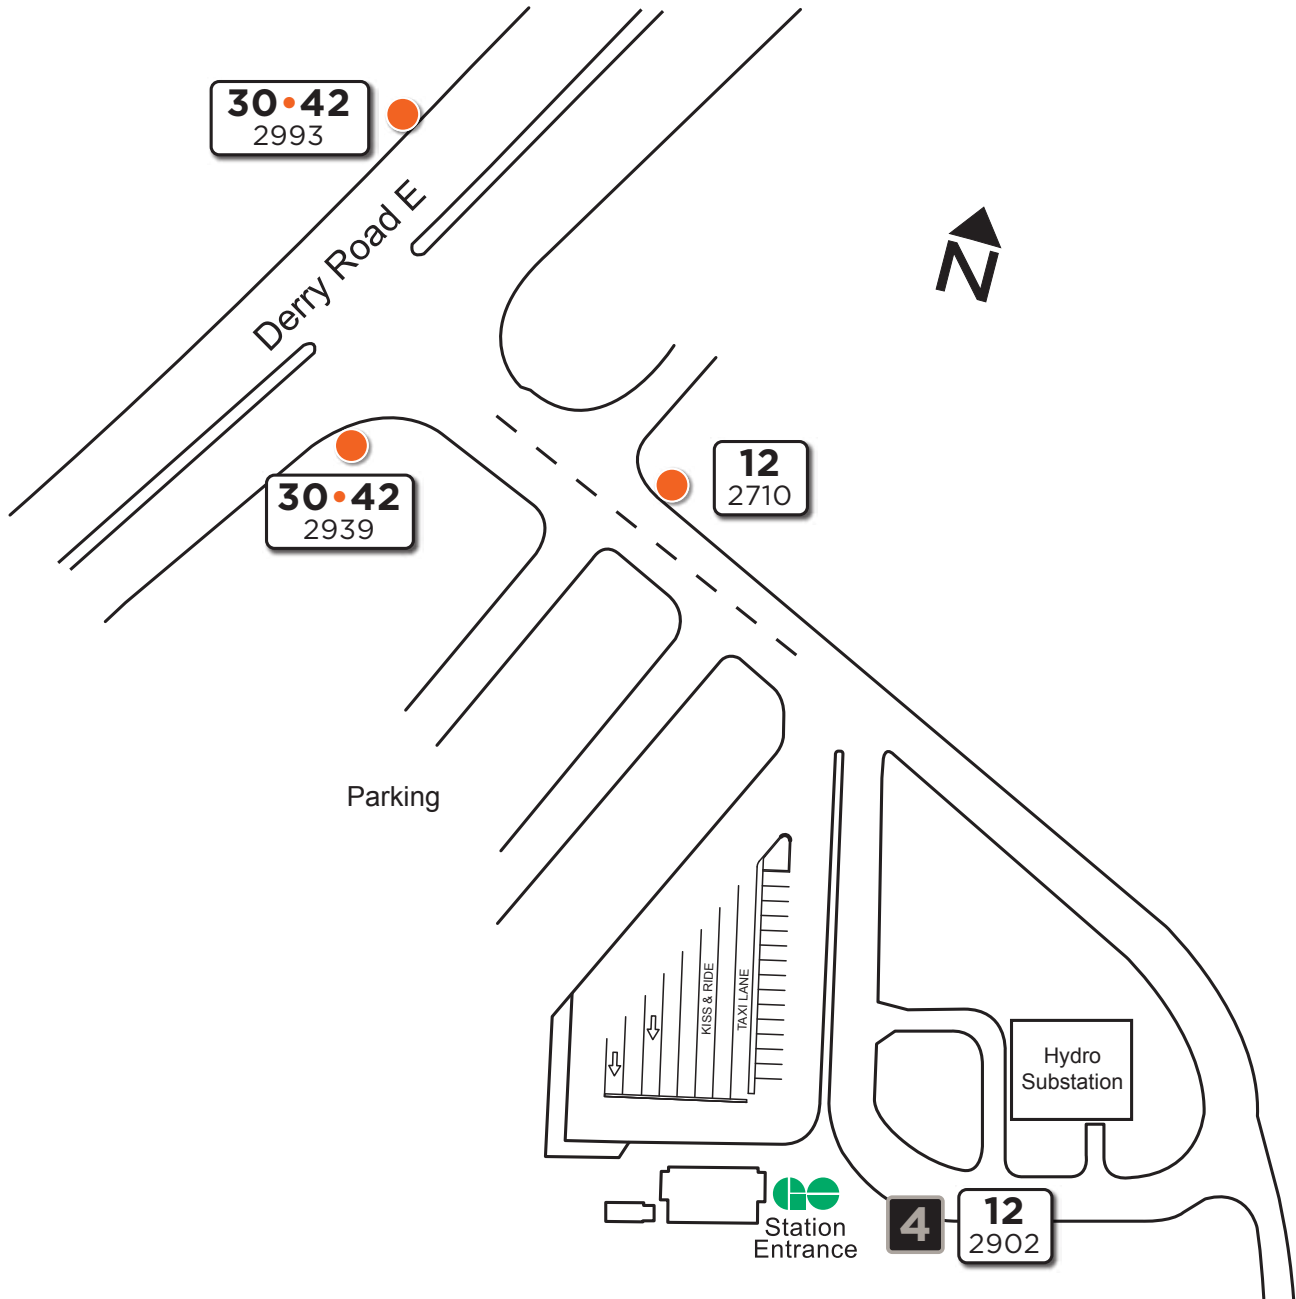 30•42
2993
Derry Road E
N
30•42
2939
12
2710
Parking
KISS & RIDE
TAXI LANE
Hydro
Substation
GO
Station
Entrance
4
12
2902